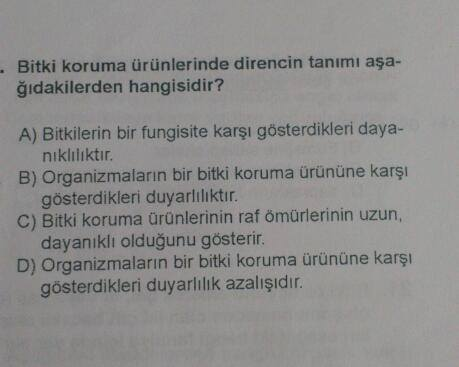 . Bitki koruma ürünlerinde direncin tanımı aşa-
ğıdakilerden hangisidir?
A) Bitkilerin bir fungisite karşı gösterdikleri daya-
nıklılıktır.
B) Organizmaların bir bitki koruma ürününe karşı
gösterdikleri duyarlılıktır.
C) Bitki koruma ürünlerinin raf ömürlerinin uzun,
dayanıklı olduğunu gösterir.
D) Organizmaların bir bitki koruma ürününe karşı
gösterdikleri duyarlılık azalışıdır.